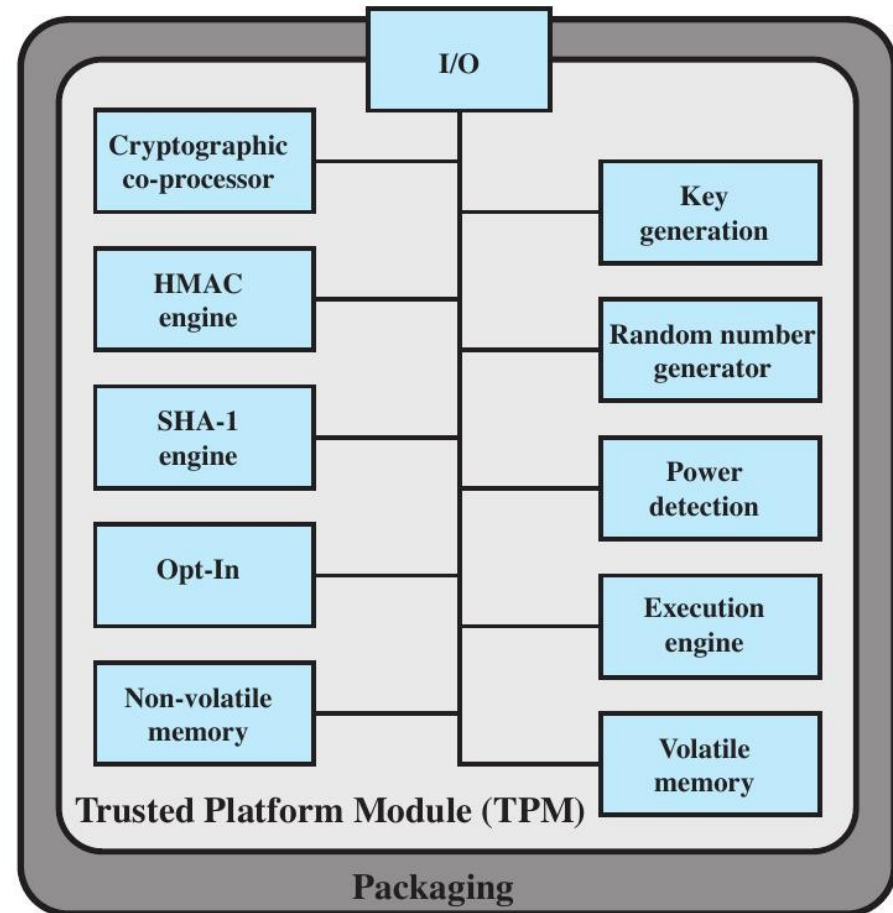 I/O
Cryptographic
co-processor
Key
generation
HMAC
engine
Random number
generator
SHA-1
engine
Power
detection
Opt-In
Execution
engine
Non-volatile
memory
Volatile
memory
Trusted Platform Module (TPM)
Packaging